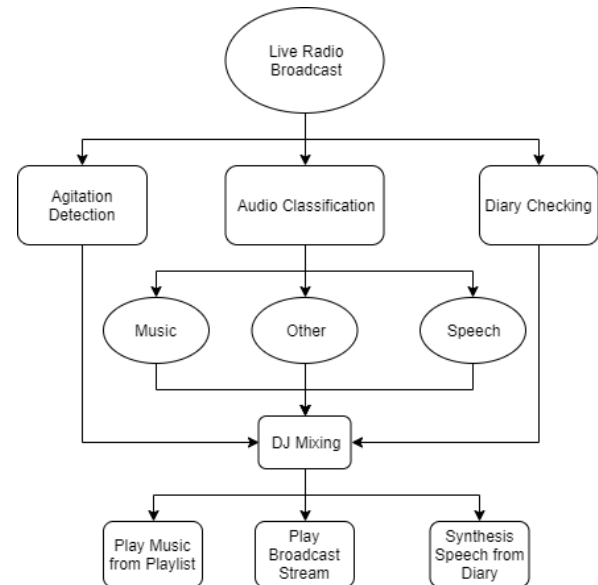 Live Radio
Broadcast
Agitation
Detection
Audio Classification
Diary Checking
Music
Other
Speech
DJ Mixing
Play Music
from Playlist
Play
Broadcast
Stream
Synthesis
Speech from
Diary